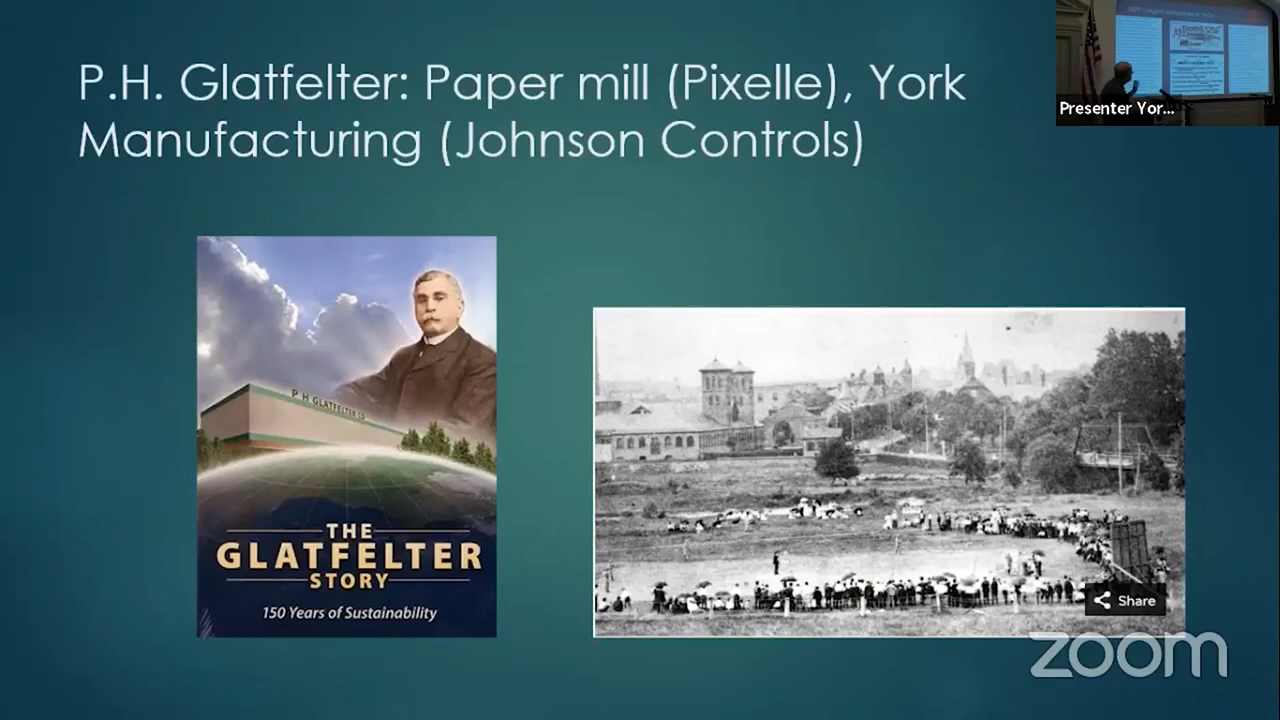 P.H. Glatfelter: Paper mill (Pixelle), York
Manufacturing (Johnson Controls)
Presenter Yor...
P H GLATFELTER CO
THE
GLATFELTER
STORY
150 Years of Sustainability
Share
zoom